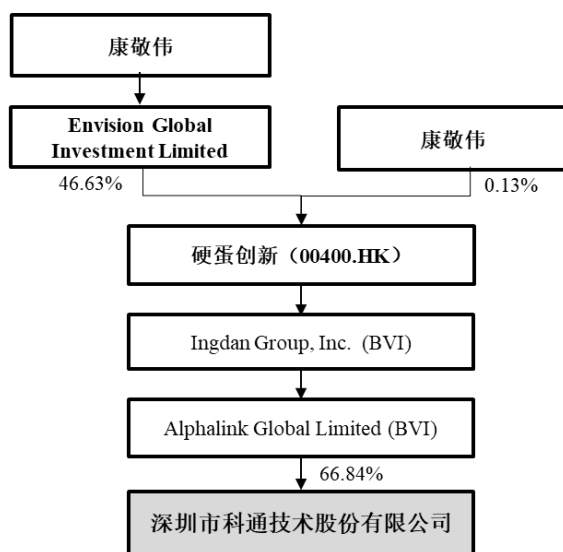 康敬伟
Envision Global
Investment Limited
康敬伟
46.63%
0.13%
硬蛋创新（00400.HK）
Ingdan Group, Inc. (BVI)
Alphalink Global Limited (BVI)
66.84%
深圳市科通技术股份有限公司